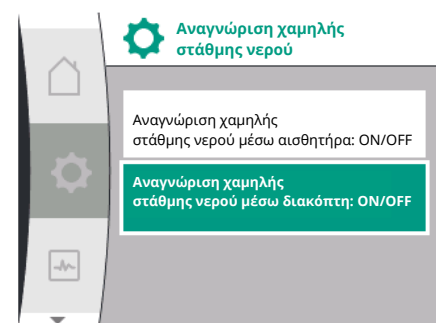 Αναγνώριση χαμηλής
στάθμης νερού
Αναγνώριση χαμηλής
στάθμης νερού μέσω αισθητήρα: ON/OFF
Αναγνώριση χαμηλής
στάθμης νερού μέσω διακόπτη: ON/OFF